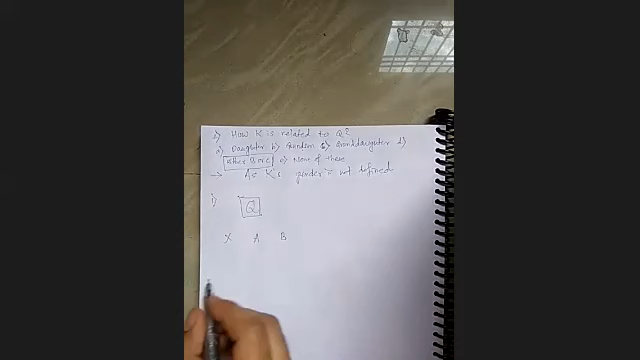 How K is related to Q?
a) Daughter b) Grandson c) Granddaughter d)
either B or C e) None of these
→ As K's gender is not defined
Q
X A B